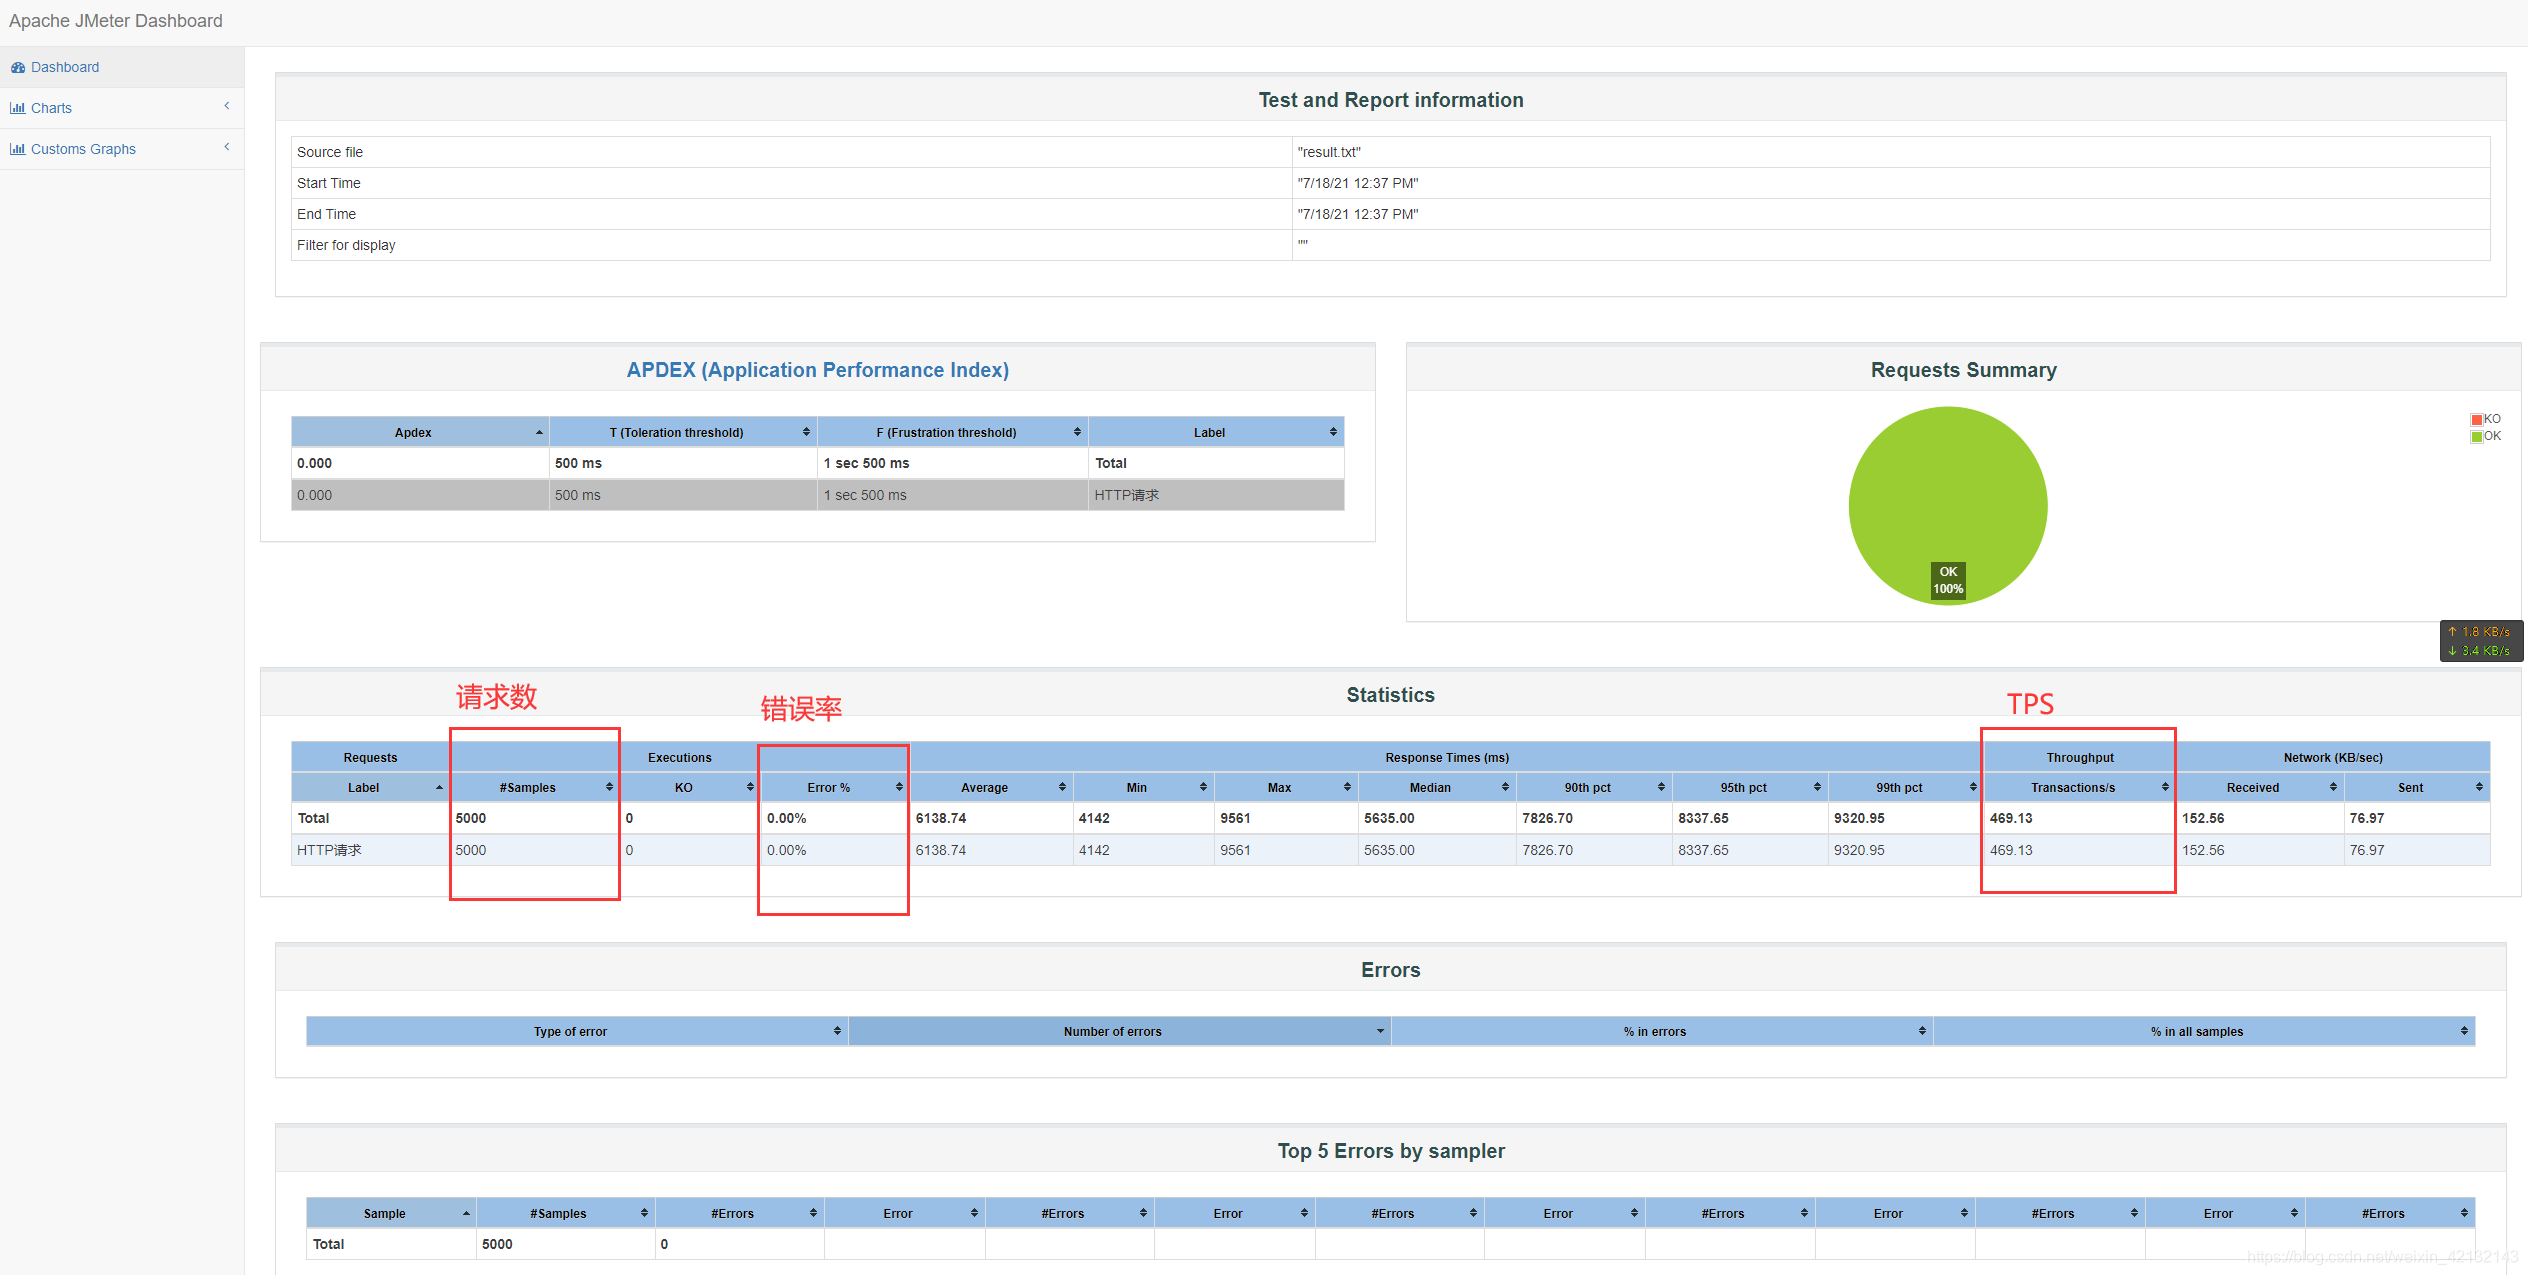 Apache JMeter Dashboard
Dashboard
Charts
Customs Graphs
Test and Report information
Source file "result.txt"
Start Time "7/18/21 12:37 PM"
End Time "7/18/21 12:37 PM"
Filter for display ""
APDEX (Application Performance Index)
Apdex T (Toleration threshold) F (Frustration threshold) Label
0.000 500 ms 1 sec 500 ms Total
0.000 500 ms 1 sec 500 ms HTTP请求
Requests Summary
KO
OK
OK
100%
↑ 1.8 KB/s
↓ 3.4 KB/s
Statistics
请求数
错误率
TPS
Requests Executions Response Times (ms) Throughput Network (KB/sec)
Label #Samples KO Error % Average Min Max Median 90th pct 95th pct 99th pct Transactions/s Received Sent
Total 5000 0 0.00% 6138.74 4142 9561 5635.00 7826.70 8337.65 9320.95 469.13 152.56 76.97
HTTP请求 5000 0 0.00% 6138.74 4142 9561 5635.00 7826.70 8337.65 9320.95 469.13 152.56 76.97
Errors
Type of error Number of errors % in errors % in all samples
Top 5 Errors by sampler
Sample #Samples #Errors Error #Errors Error #Errors Error #Errors Error #Errors Error #Errors
Total 5000 0
https://blog.csdn.net/weixin_42132143